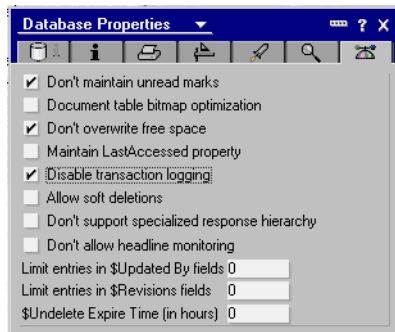 Database Properties
? X
i i
Don't maintain unread marks
Document table bitmap optimization
Don't overwrite free space
Maintain LastAccessed property
Disable transaction logging
Allow soft deletions
Don't support specialized response hierarchy
Don't allow headline monitoring
Limit entries in $Updated By fields 0
Limit entries in $Revisions fields 0
$Undelete Expire Time (in hours) 0